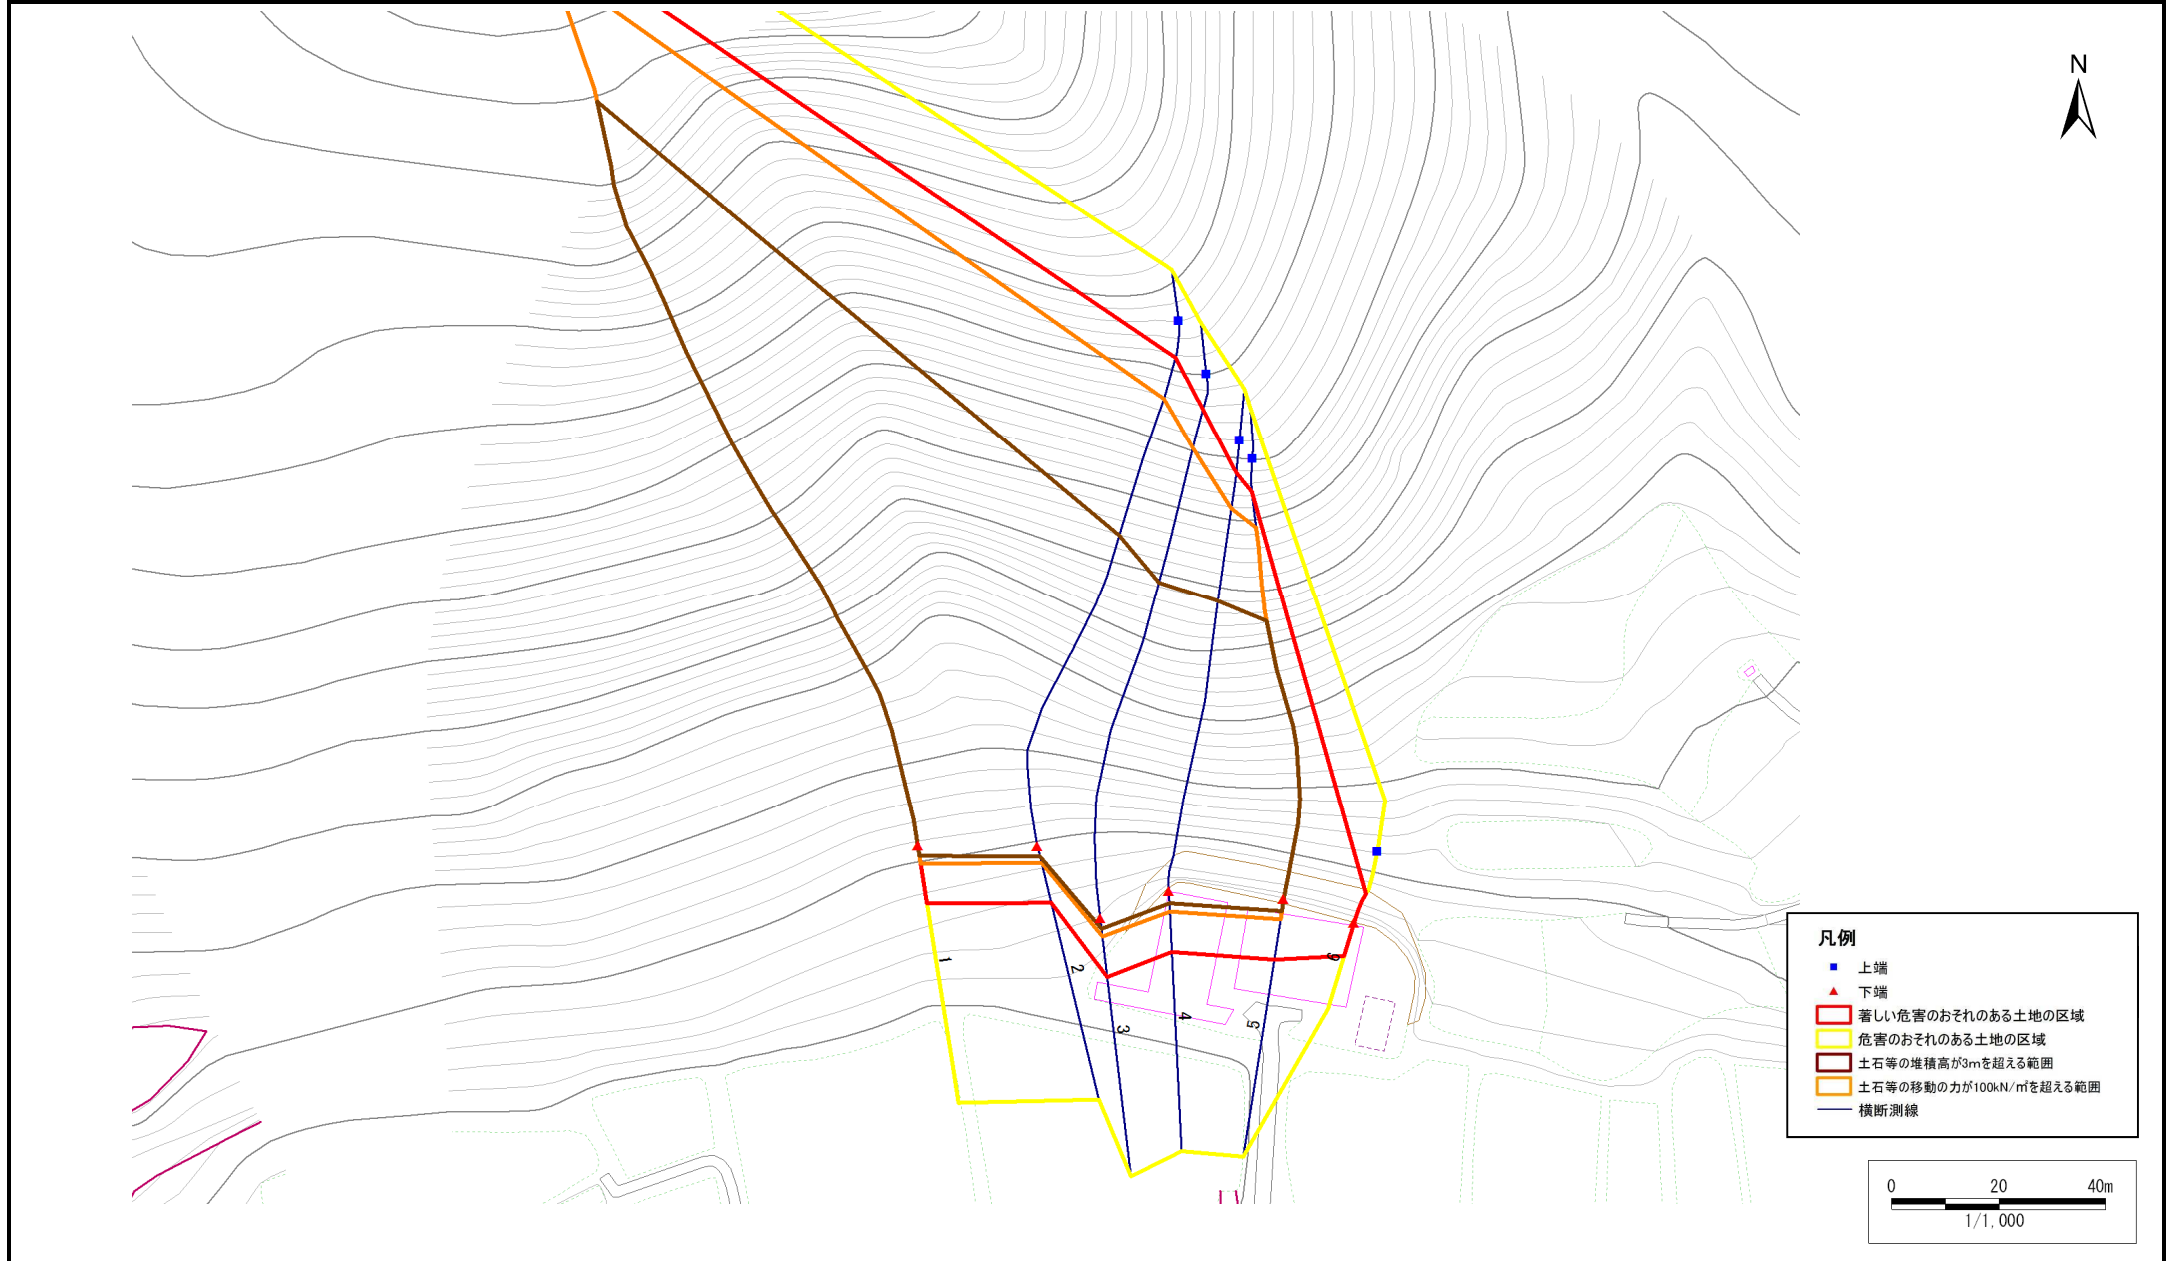 N
1
2
3
4
5
6
凡例
上端
下端
著しい危害のおそれのある土地の区域
危害のおそれのある土地の区域
土石等の堆積高が3mを超える範囲
土石等の移動の力が100kN/㎡を超える範囲
横断測線
0 20 40m
1/1,000